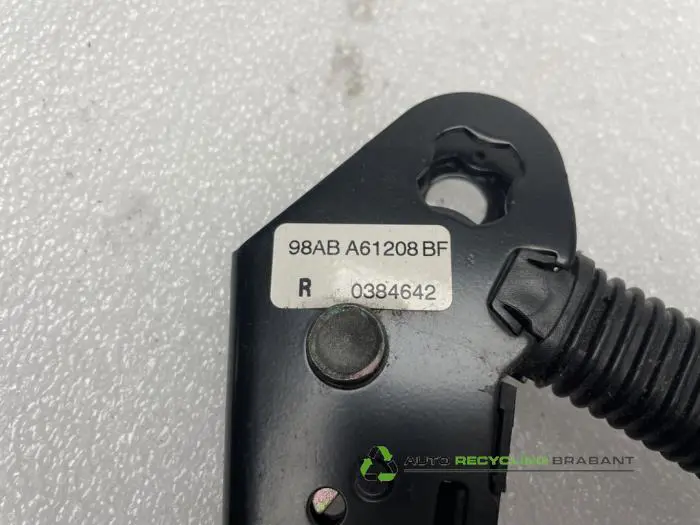 98AB A61208 BF
R 0384642
AUTO RECYCLING BRABANT